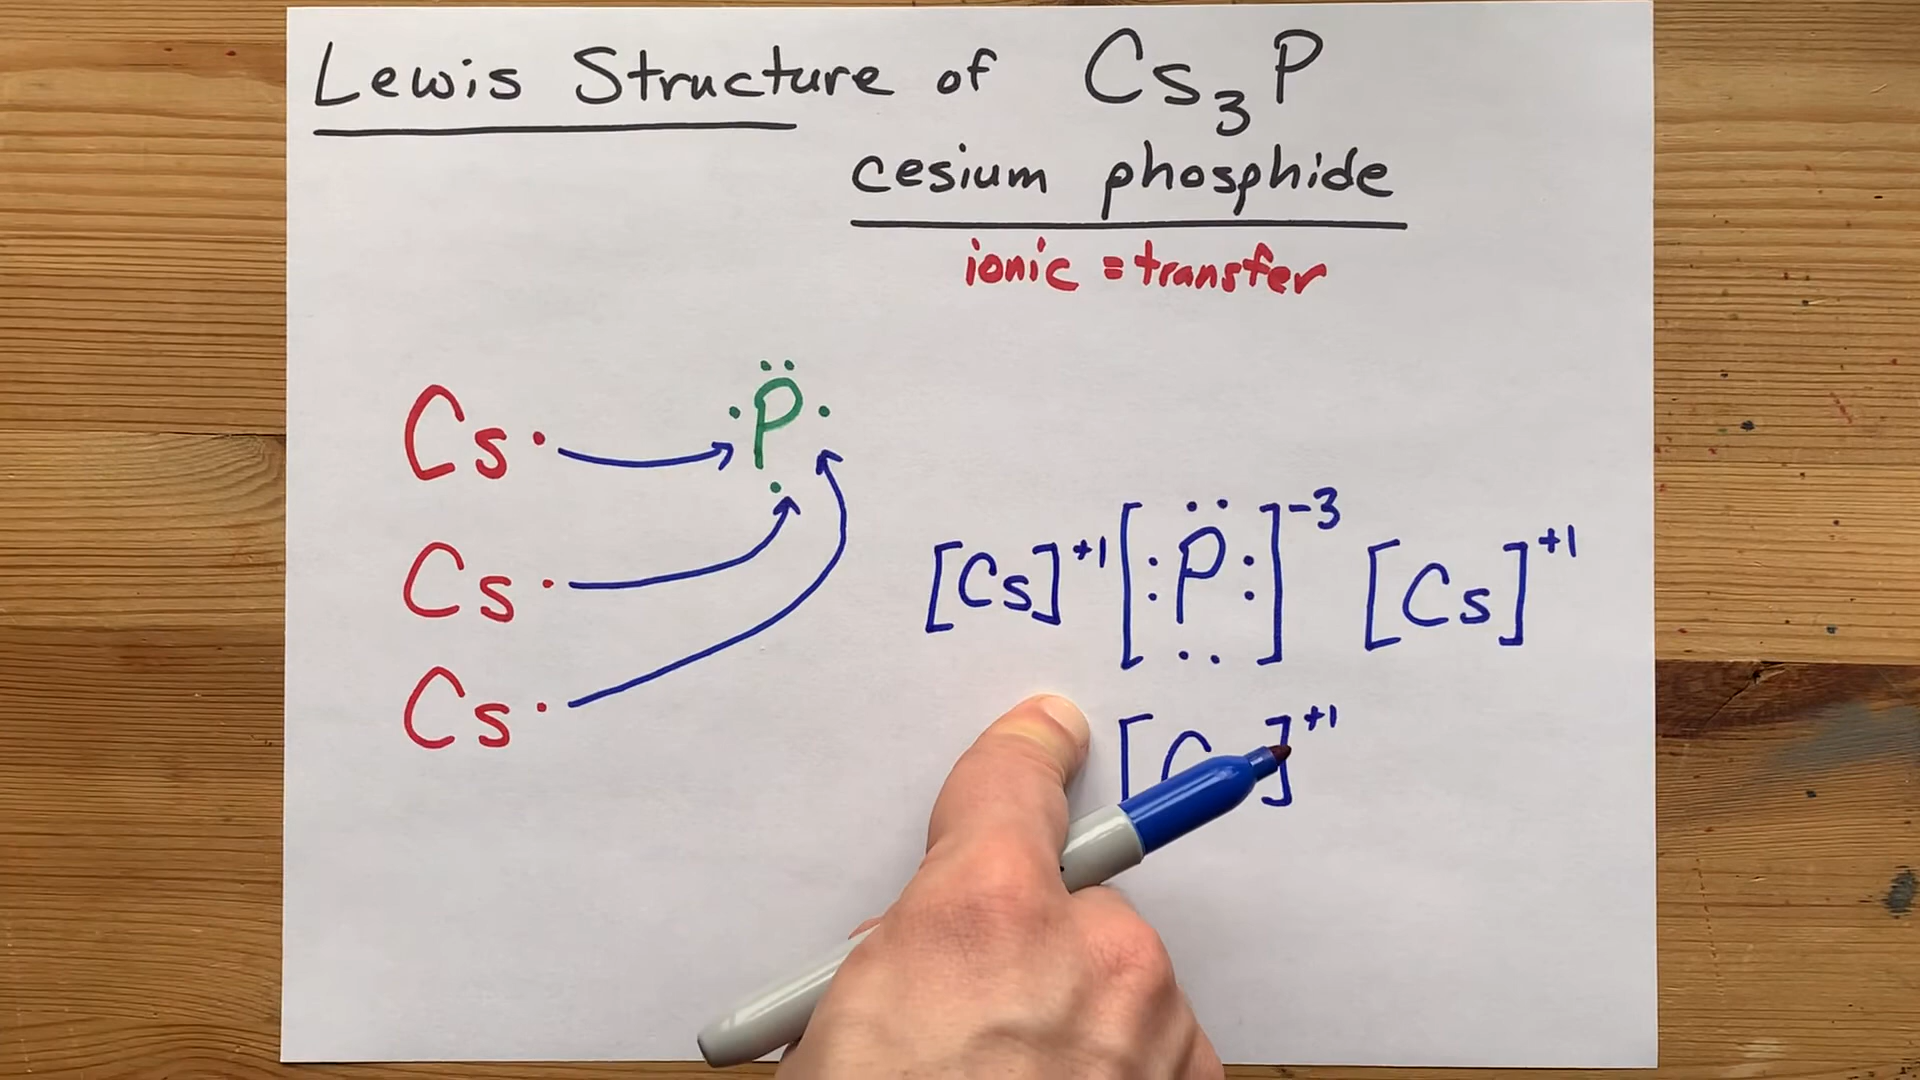 Lewis Structure of Cs3P
cesium phosphide
ionic = transfer
Cs· ·P̈·
·
Cs·
Cs·
[Cs]+1 [:P̈:]-3 [Cs]+1
··
[C ]+1